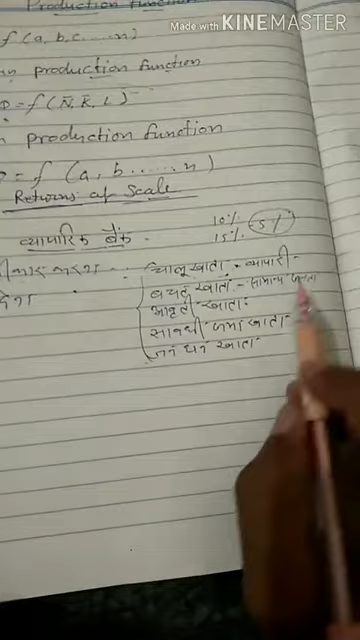 Made with KINEMASTER
Production function
f (a, b, c.....n)
production function
= f (N̄, K̄, L)
production function
= f (a, b......n)
Returns of Scale
व्यापारिक बैंक
10% 5%
15%
चालू खाता - व्यापारी -
बचत खाता - सामान्य जनता
आवृती खाता
सावधी जमा खाता
जन धन खाता